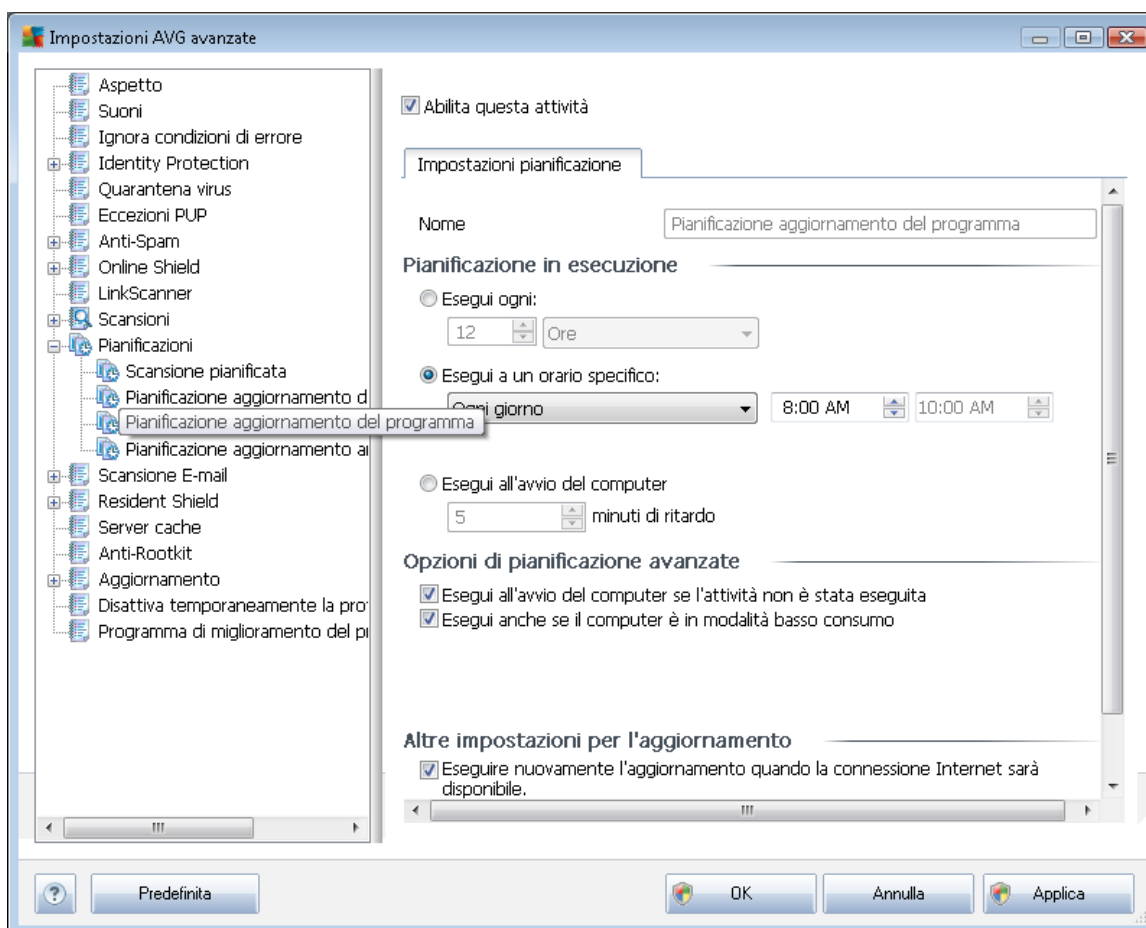 Impostazioni AVG avanzate
Aspetto
Suoni
Ignora condizioni di errore
Identity Protection
Quarantena virus
Eccezioni PUP
Anti-Spam
Online Shield
LinkScanner
Scansioni
Pianificazioni
Scansione pianificata
Pianificazione aggiornamento d
Pianificazione aggiornamento del programma
Pianificazione aggiornamento
Scansione E-mail
Resident Shield
Server cache
Anti-Rootkit
Aggiornamento
Disattiva temporaneamente la
Programma di miglioramento del
Abilita questa attività
Impostazioni pianificazione
Nome Pianificazione aggiornamento del programma
Pianificazione in esecuzione
Esegui ogni:
12 Ore
Esegui a un orario specifico:
Ogni giorno 8:00 AM 10:00 AM
Esegui all'avvio del computer
5 minuti di ritardo
Opzioni di pianificazione avanzate
Esegui all'avvio del computer se l'attività non è stata eseguita
Esegui anche se il computer è in modalità basso consumo
Altre impostazioni per l'aggiornamento
Eseguire nuovamente l'aggiornamento quando la connessione Internet sarà
disponibile.
? Predefinita OK Annulla Applica